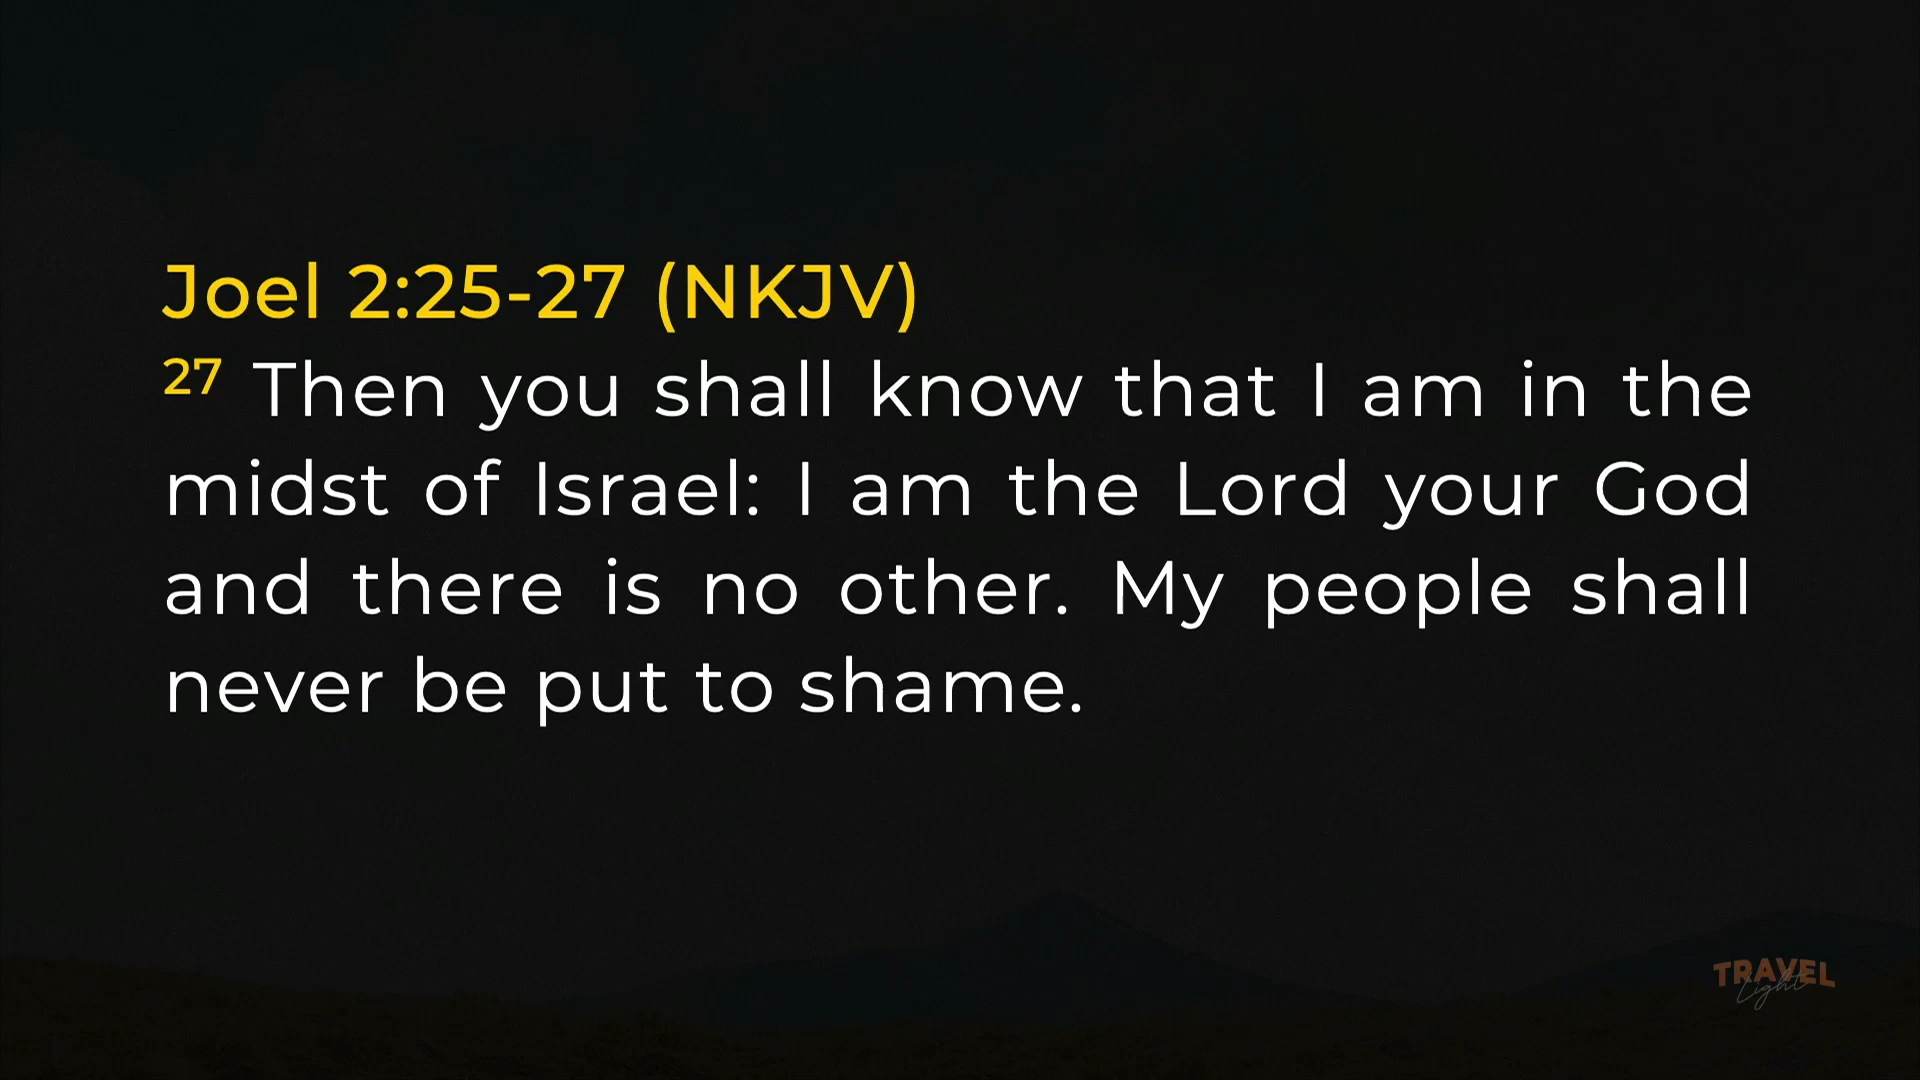 Joel 2:25-27 (NKJV)
27 Then you shall know that I am in the
midst of Israel: I am the Lord your God
and there is no other. My people shall
never be put to shame.
TRAVEL
Light